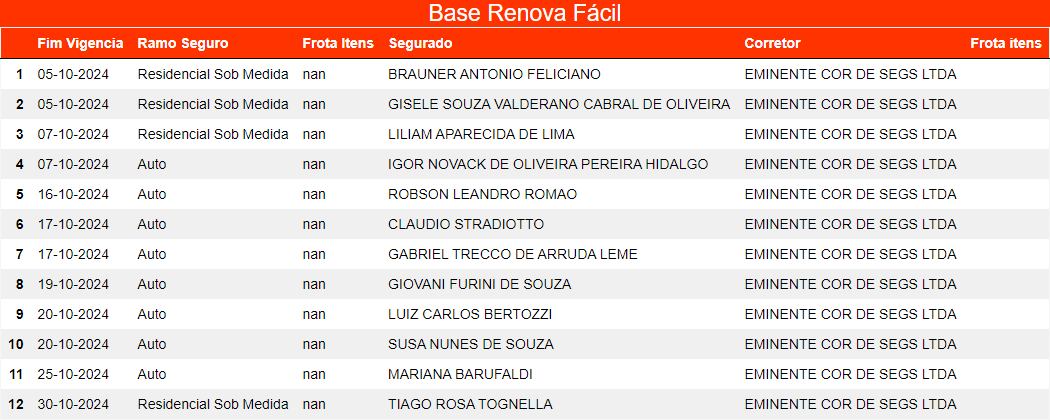 Base Renova Fácil
Fim Vigencia Ramo Seguro Frota Itens Segurado Corretor Frota itens
1 05-10-2024 Residencial Sob Medida nan BRAUNER ANTONIO FELICIANO EMINENTE COR DE SEGS LTDA
2 05-10-2024 Residencial Sob Medida nan GISELE SOUZA VALDERANO CABRAL DE OLIVEIRA EMINENTE COR DE SEGS LTDA
3 07-10-2024 Residencial Sob Medida nan LILIAM APARECIDA DE LIMA EMINENTE COR DE SEGS LTDA
4 07-10-2024 Auto nan IGOR NOVACK DE OLIVEIRA PEREIRA HIDALGO EMINENTE COR DE SEGS LTDA
5 16-10-2024 Auto nan ROBSON LEANDRO ROMAO EMINENTE COR DE SEGS LTDA
6 17-10-2024 Auto nan CLAUDIO STRADIOTTO EMINENTE COR DE SEGS LTDA
7 17-10-2024 Auto nan GABRIEL TRECCO DE ARRUDA LEME EMINENTE COR DE SEGS LTDA
8 19-10-2024 Auto nan GIOVANI FURINI DE SOUZA EMINENTE COR DE SEGS LTDA
9 20-10-2024 Auto nan LUIZ CARLOS BERTOZZI EMINENTE COR DE SEGS LTDA
10 20-10-2024 Auto nan SUSA NUNES DE SOUZA EMINENTE COR DE SEGS LTDA
11 25-10-2024 Auto nan MARIANA BARUFALDI EMINENTE COR DE SEGS LTDA
12 30-10-2024 Residencial Sob Medida nan TIAGO ROSA TOGNELLA EMINENTE COR DE SEGS LTDA